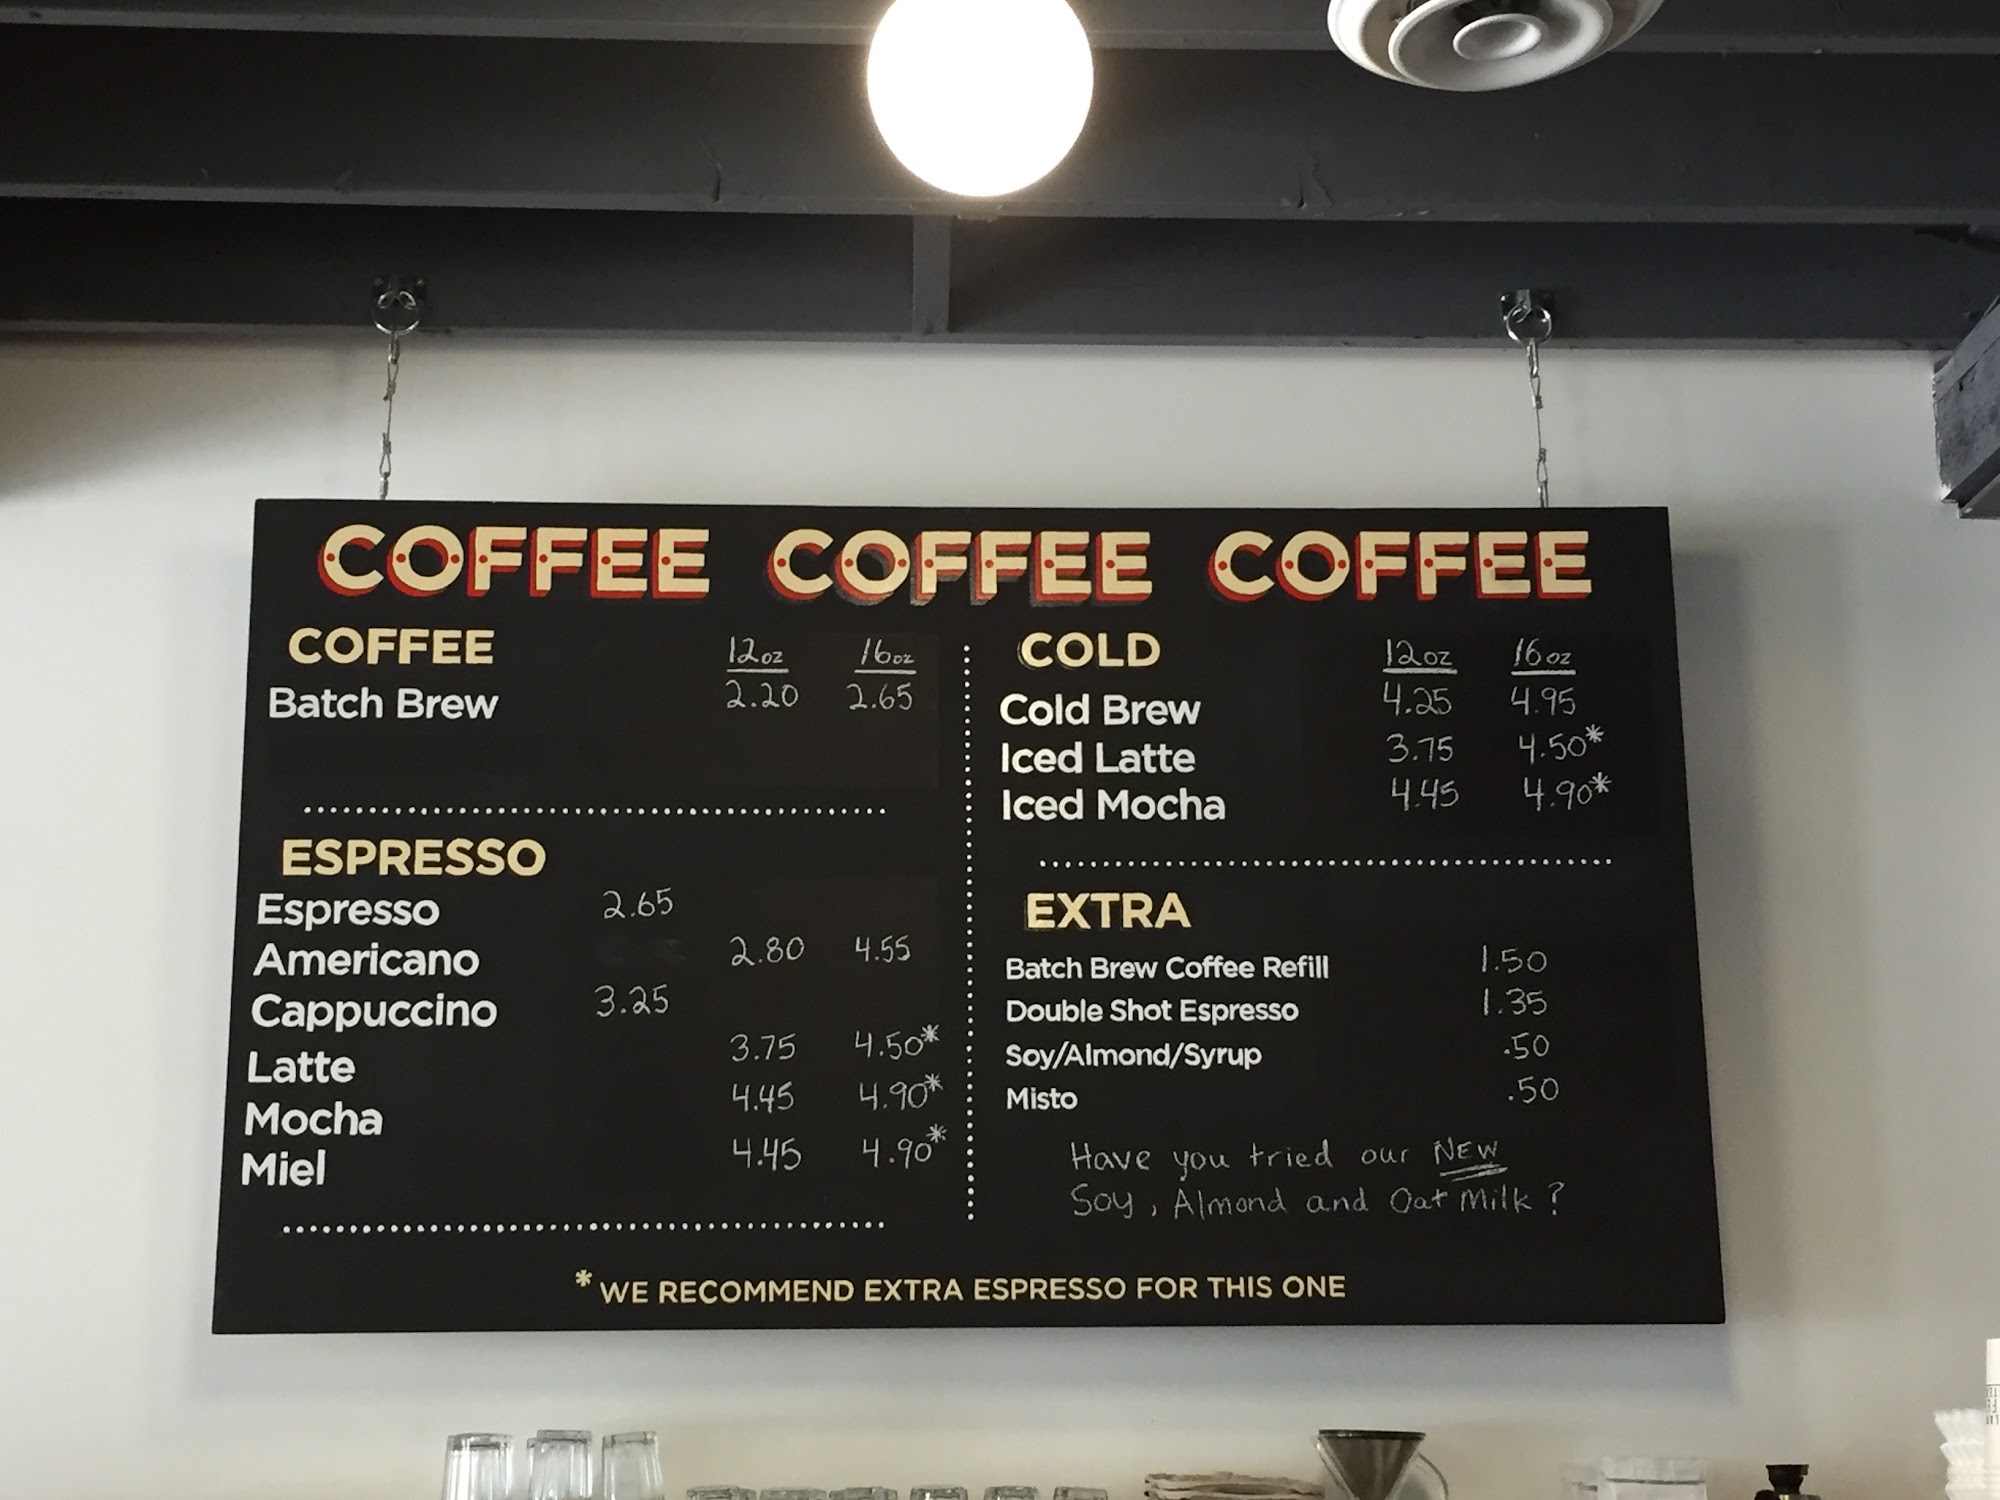 COFFEE COFFEE COFFEE
COFFEE 12oz 16oz
Batch Brew 2.20 2.65
ESPRESSO
Espresso 2.65
Americano 2.80 4.55
Cappuccino 3.25
Latte 3.75 4.50*
Mocha 4.45 4.90*
Miel 4.45 4.90*
COLD 12oz 16oz
Cold Brew 4.25 4.95
Iced Latte 3.75 4.50*
Iced Mocha 4.45 4.90*
EXTRA
Batch Brew Coffee Refill 1.50
Double Shot Espresso 1.35
Soy/Almond/Syrup .50
Misto .50
Have you tried our NEW
Soy, Almond and Oat Milk?
* WE RECOMMEND EXTRA ESPRESSO FOR THIS ONE